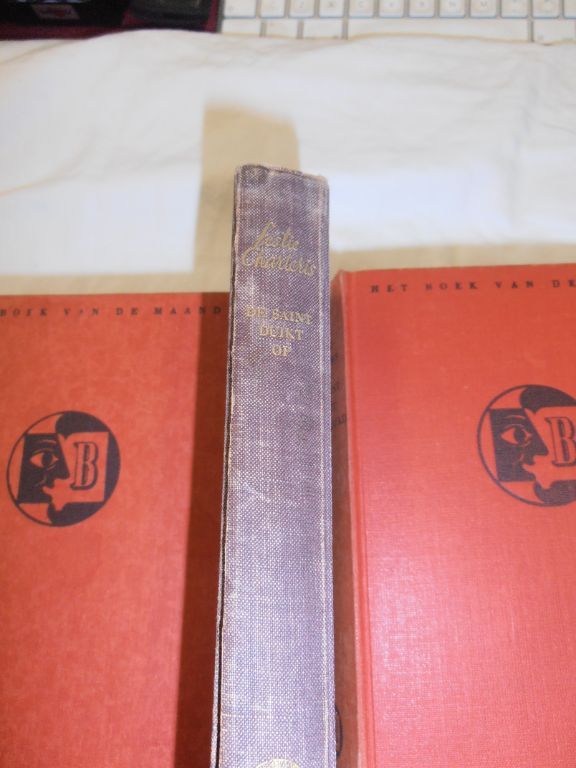 BOEK VAN DE MAAND
B
Leslie
Charteris
DE SAINT
DUIKT
OP
HET BOEK VAN DE
B